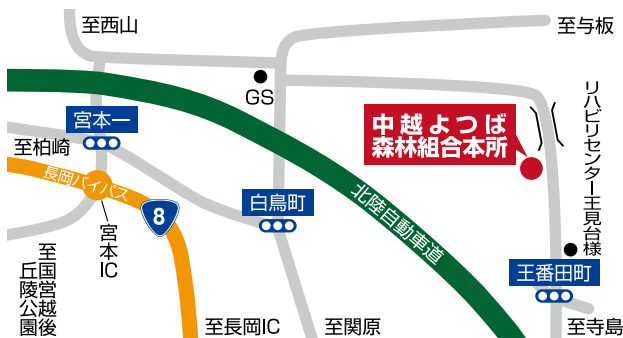 至西山
至与板
GS
宮本一
至柏崎
中越よつば
森林組合本所
リハビリセンター王見台様
長岡バイパス
8
白鳥町
北陸自動車道
宮本IC
至国営越後
丘陵公園
王番田町
至長岡IC
至関原
至寺島